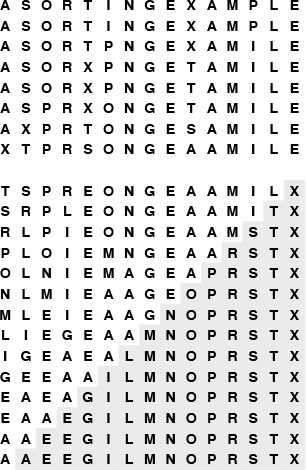 A S O R T I N G E X A M P L E
A S O R T I N G E X A M P L E
A S O R T P N G E X A M I L E
A S O R X P N G E T A M I L E
A S O R X P N G E T A M I L E
A S P R X O N G E T A M I L E
A X P R T O N G E S A M I L E
X T P R S O N G E A A M I L E
T S P R E O N G E A A M I L X
S R P L E O N G E A A M I T X
R L P I E O N G E A A M S T X
P L O I E M N G E A A R S T X
O L N I E M A G E A P R S T X
N L M I E A A G E O P R S T X
M L E I E A A G N O P R S T X
L I E G E A A M N O P R S T X
I G E A E A L M N O P R S T X
G E E A A I L M N O P R S T X
E A E A G I L M N O P R S T X
E A A E G I L M N O P R S T X
A A E E G I L M N O P R S T X
A A E E G I L M N O P R S T X